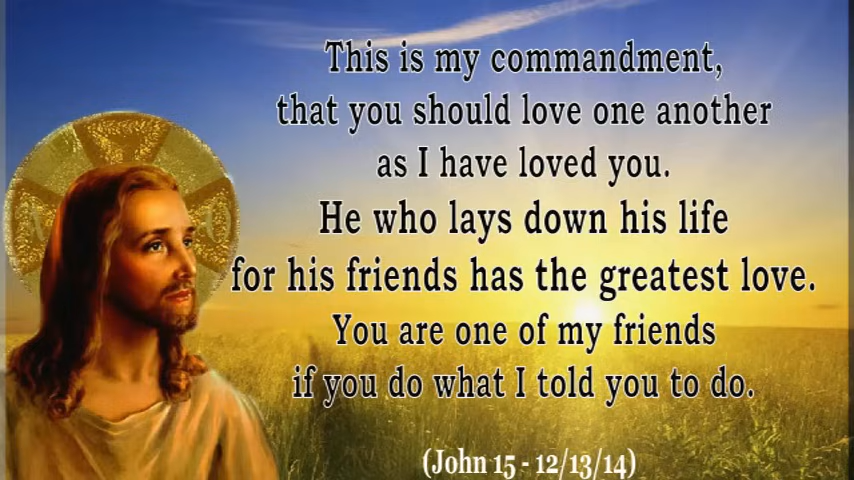 This is my commandment,
that you should love one another
as I have loved you.
He who lays down his life
for his friends has the greatest love.
You are one of my friends
if you do what I told you to do.
(John 15 - 12/13/14)